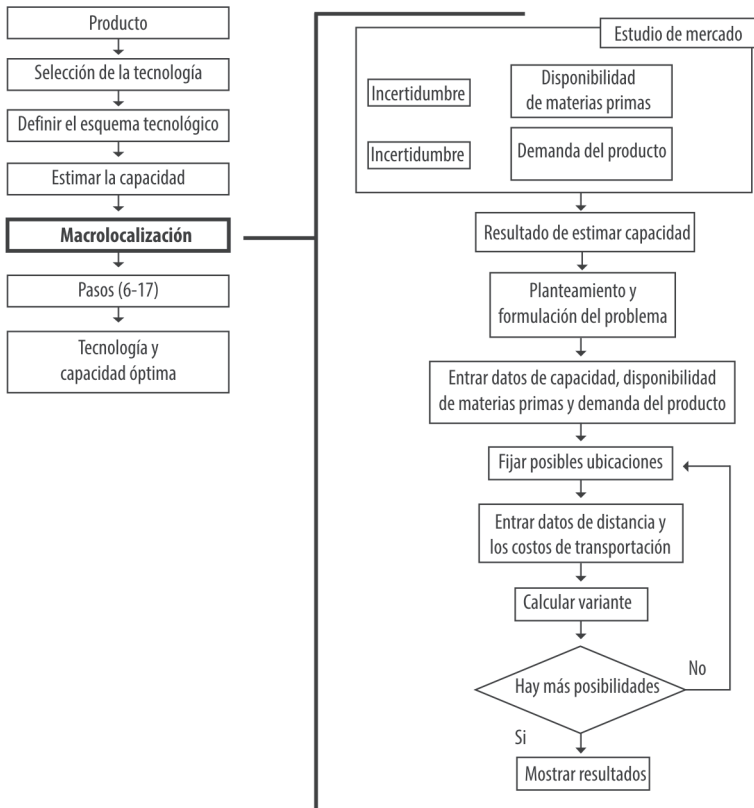 Producto
Selección de la tecnología
Definir el esquema tecnológico
Estimar la capacidad
Macrolocalización
Pasos (6-17)
Tecnología y
capacidad óptima
Estudio de mercado
Incertidumbre
Disponibilidad
de materias primas
Incertidumbre
Demanda del producto
Resultado de estimar capacidad
Planteamiento y
formulación del problema
Entrar datos de capacidad, disponibilidad
de materias primas y demanda del producto
Fijar posibles ubicaciones
Entrar datos de distancia y
los costos de transportación
Calcular variante
Hay más posibilidades
No
Si
Mostrar resultados